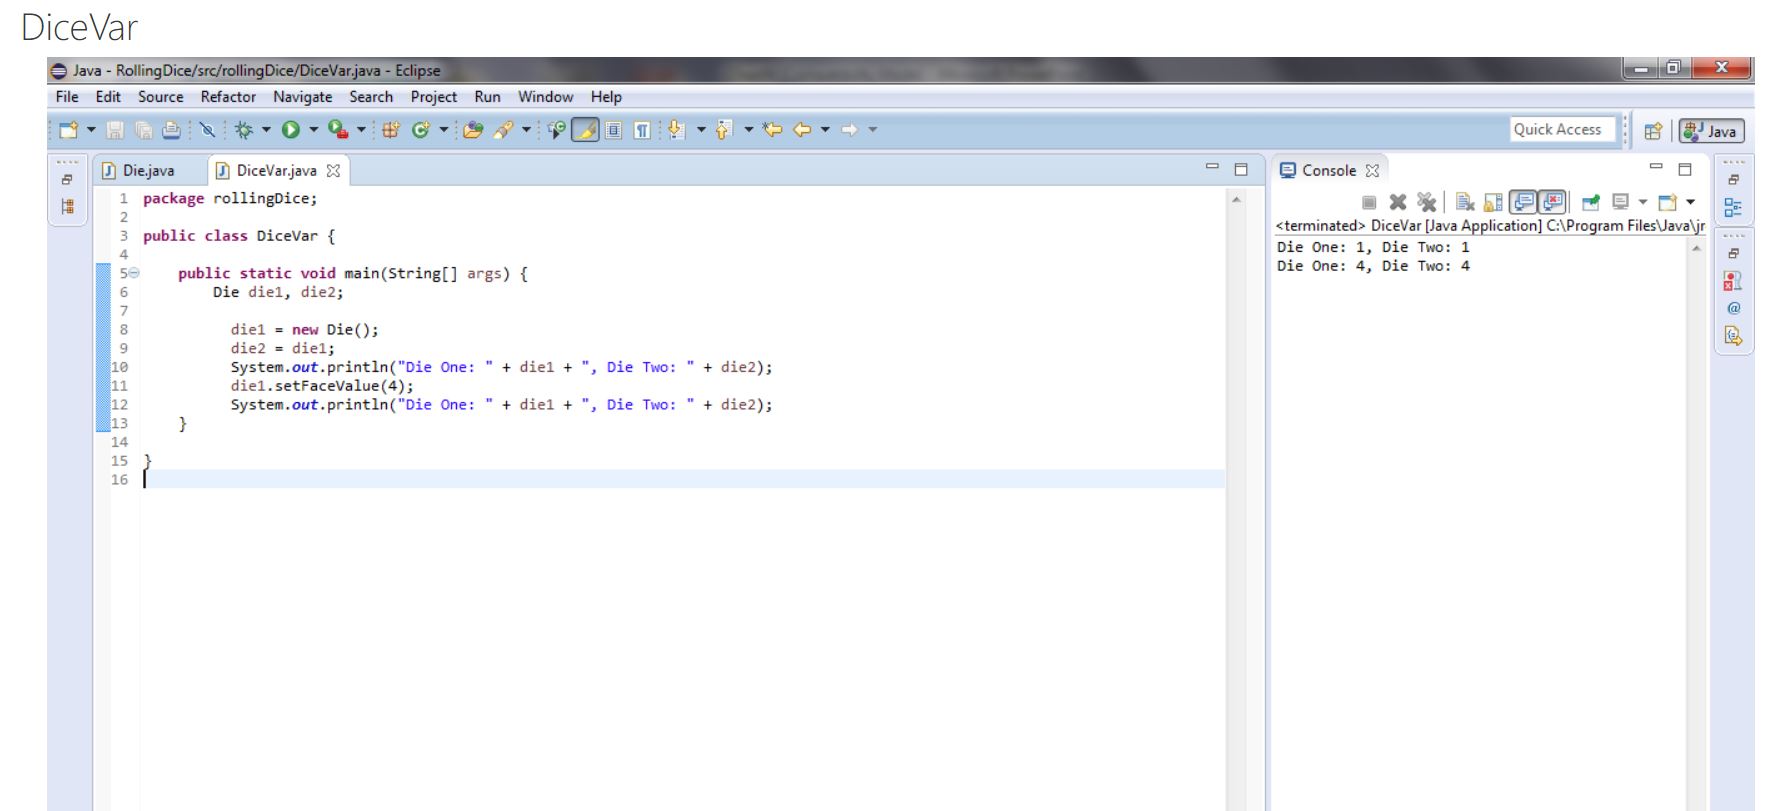 DiceVar
Java - RollingDice/src/rollingDice/DiceVar.java - Eclipse
File Edit Source Refactor Navigate Search Project Run Window Help
Quick Access
Java
Die.java
DiceVar.java
1 package rollingDice;
2
3 public class DiceVar {
4
5 public static void main(String[] args) {
6 Die die1, die2;
7
8 die1 = new Die();
9 die2 = die1;
10 System.out.println("Die One: " + die1 + ", Die Two: " + die2);
11 die1.setFaceValue(4);
12 System.out.println("Die One: " + die1 + ", Die Two: " + die2);
13 }
14
15 }
16
Console
<terminated> DiceVar [Java Application] C:\Program Files\Java\jr
Die One: 1, Die Two: 1
Die One: 4, Die Two: 4